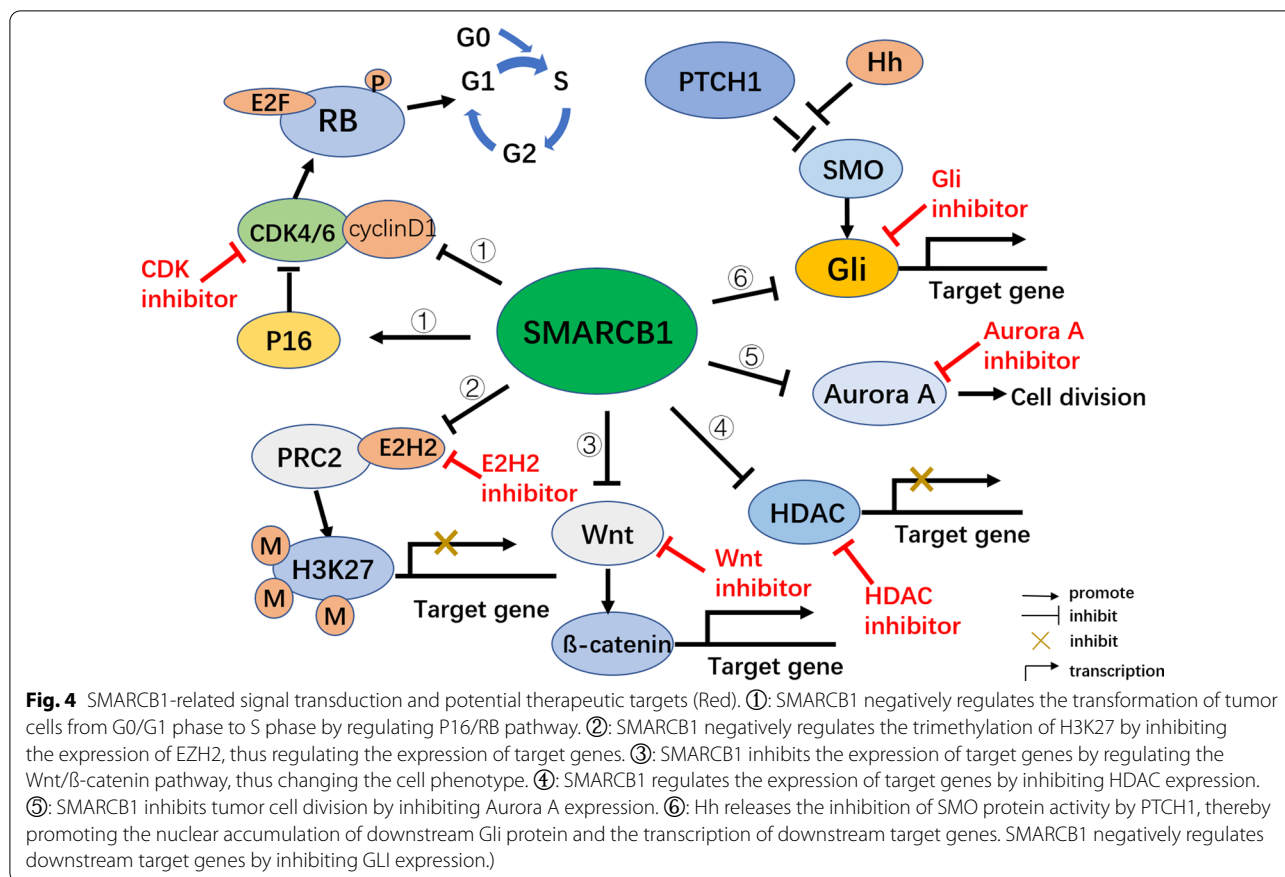 G0
G1
S
G2
P
E2F
RB
CDK4/6
cyclinD1
CDK
inhibitor
P16
①
①
SMARCB1
PTCH1
Hh
SMO
Gli
inhibitor
Gli
Target gene
⑥
⑤
Aurora A
inhibitor
Aurora A
Cell division
②
PRC2
E2H2
E2H2
inhibitor
M
M
M
H3K27
Target gene
③
Wnt
Wnt
inhibitor
ß-catenin
Target gene
④
HDAC
Target gene
HDAC
inhibitor
promote
inhibit
inhibit
transcription
Fig. 4 SMARCB1-related signal transduction and potential therapeutic targets (Red). ①: SMARCB1 negatively regulates the transformation of tumor
cells from G0/G1 phase to S phase by regulating P16/RB pathway. ②: SMARCB1 negatively regulates the trimethylation of H3K27 by inhibiting
the expression of EZH2, thus regulating the expression of target genes. ③: SMARCB1 inhibits the expression of target genes by regulating the
Wnt/ß-catenin pathway, thus changing the cell phenotype. ④: SMARCB1 regulates the expression of target genes by inhibiting HDAC expression.
⑤: SMARCB1 inhibits tumor cell division by inhibiting Aurora A expression. ⑥: Hh releases the inhibition of SMO protein activity by PTCH1, thereby
promoting the nuclear accumulation of downstream Gli protein and the transcription of downstream target genes. SMARCB1 negatively regulates
downstream target genes by inhibiting GLI expression.)